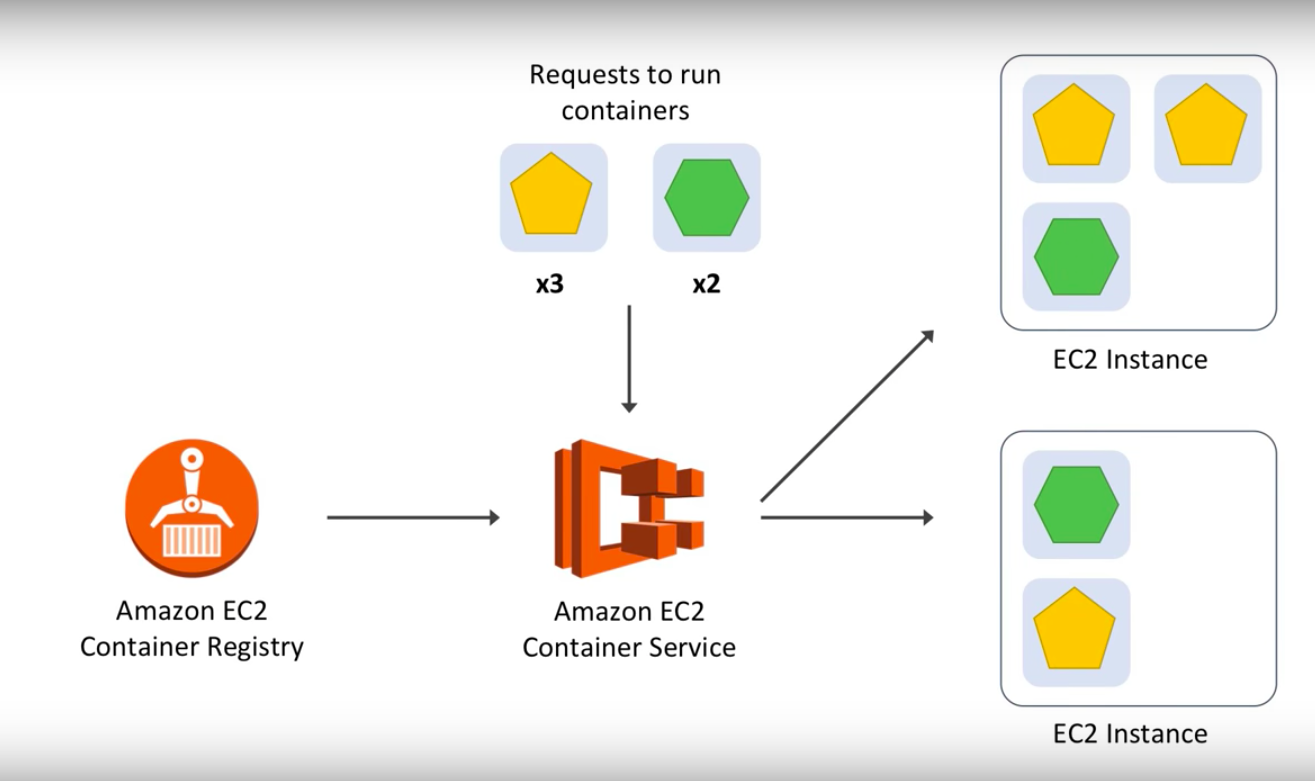 Requests to run
containers
x3
x2
EC2 Instance
Amazon EC2
Container Registry
Amazon EC2
Container Service
EC2 Instance